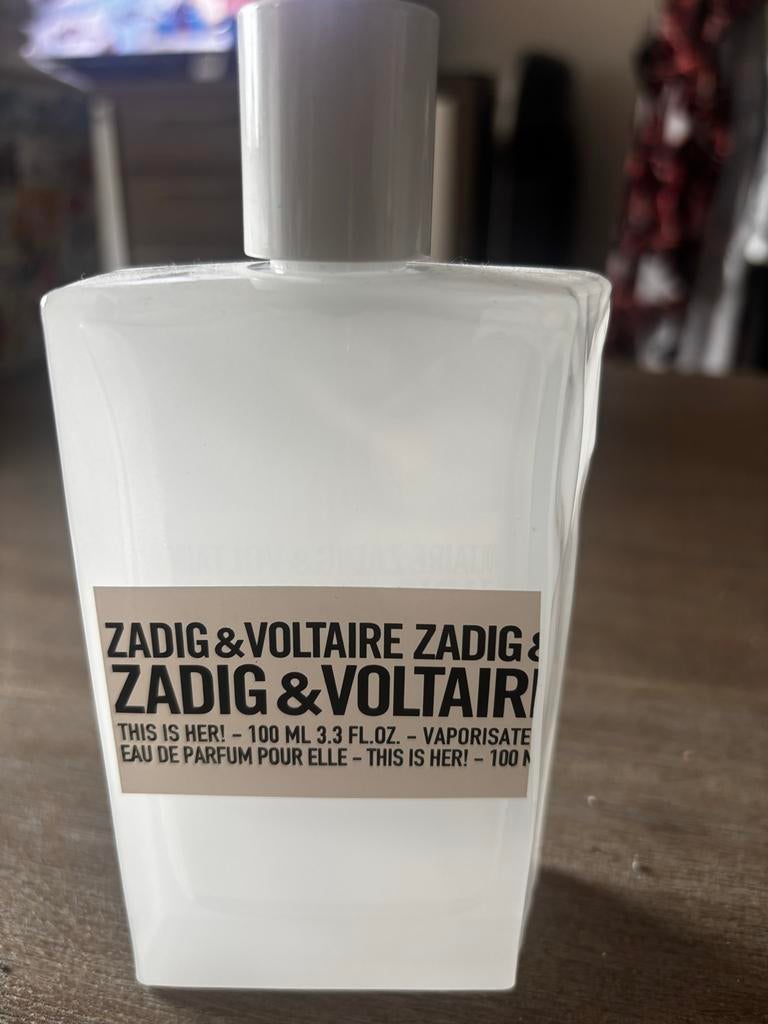 ZADIG & VOLTAIRE ZADIG &
ZADIG & VOLTAIR
THIS IS HER! – 100 ML 3.3 FL.OZ. – VAPORISATE
EAU DE PARFUM POUR ELLE – THIS IS HER! – 100 M